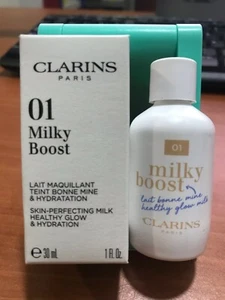 CLARINS
PARIS
01
Milky
Boost
LAIT MAQUILLANT
TEINT BONNE MINE
& HYDRATATION
SKIN-PERFECTING MILK
HEALTHY GLOW
& HYDRATION
℮ 30 mL
1 Fl. Oz.
01
milky
boost
lait bonne mine
healthy glow milk
CLARINS
PARIS